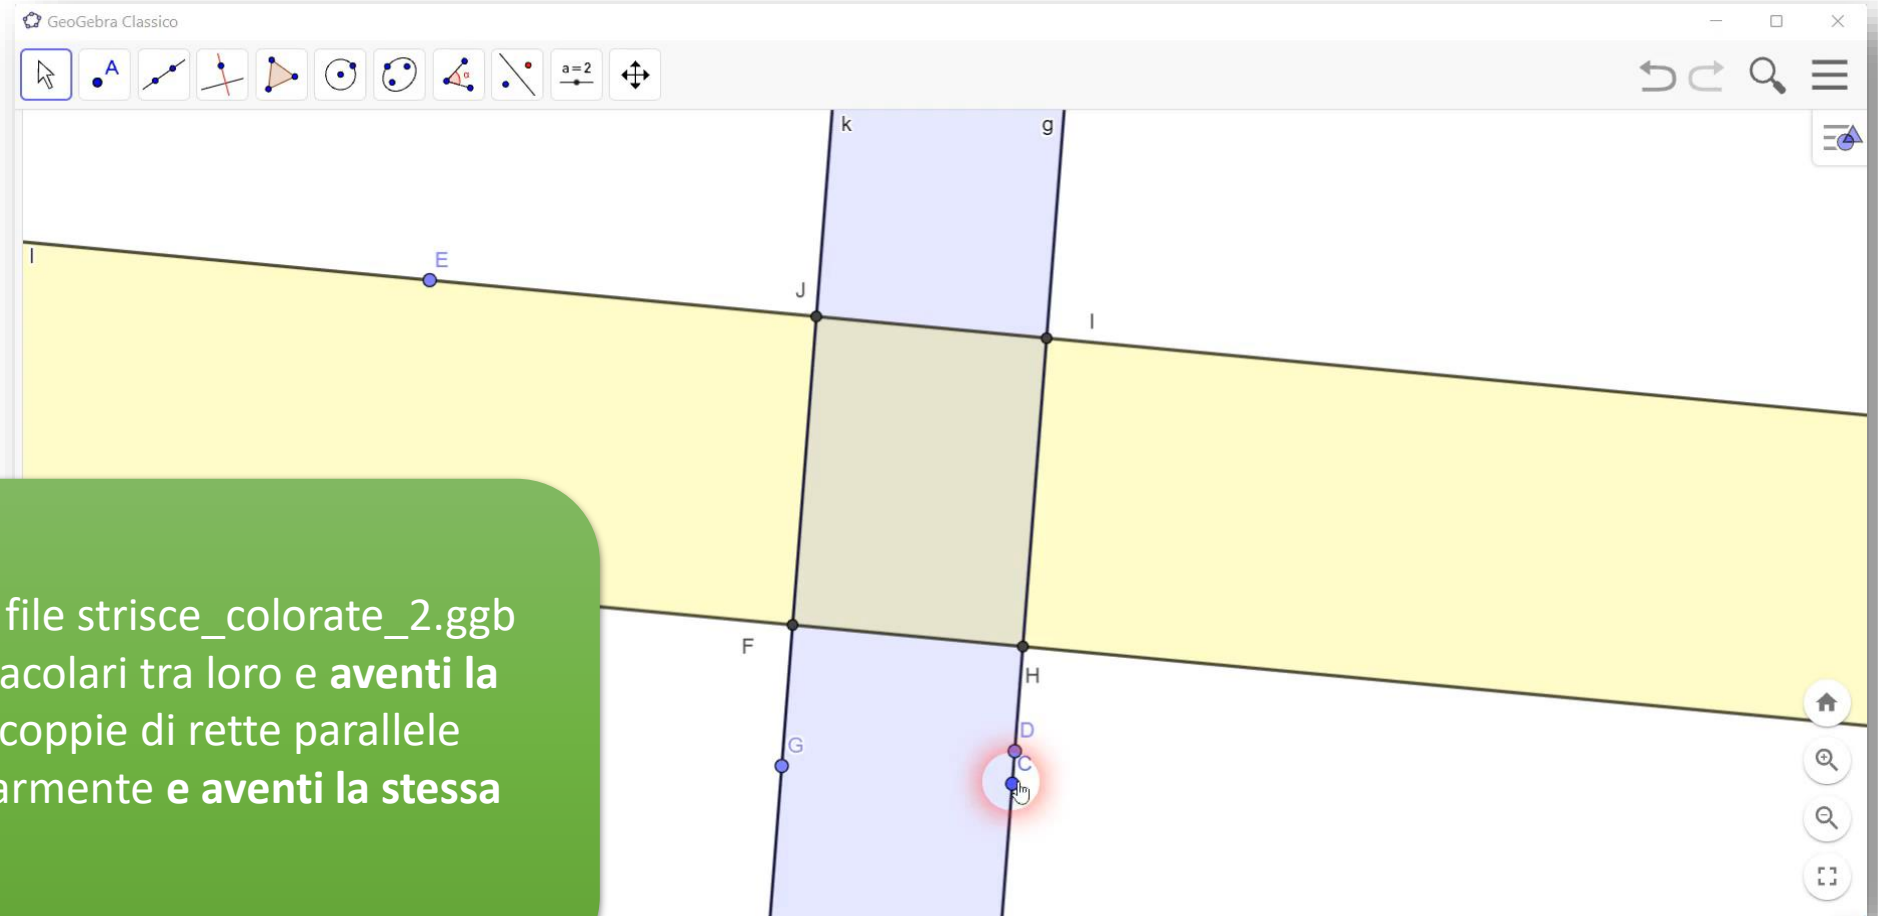 GeoGebra Classico
A
α
a=2
k
g
l
E
J
I
F
H
D
C
G
file strisce_colorate_2.ggb
acolari tra loro e aventi la
coppie di rette parallele
armente e aventi la stessa